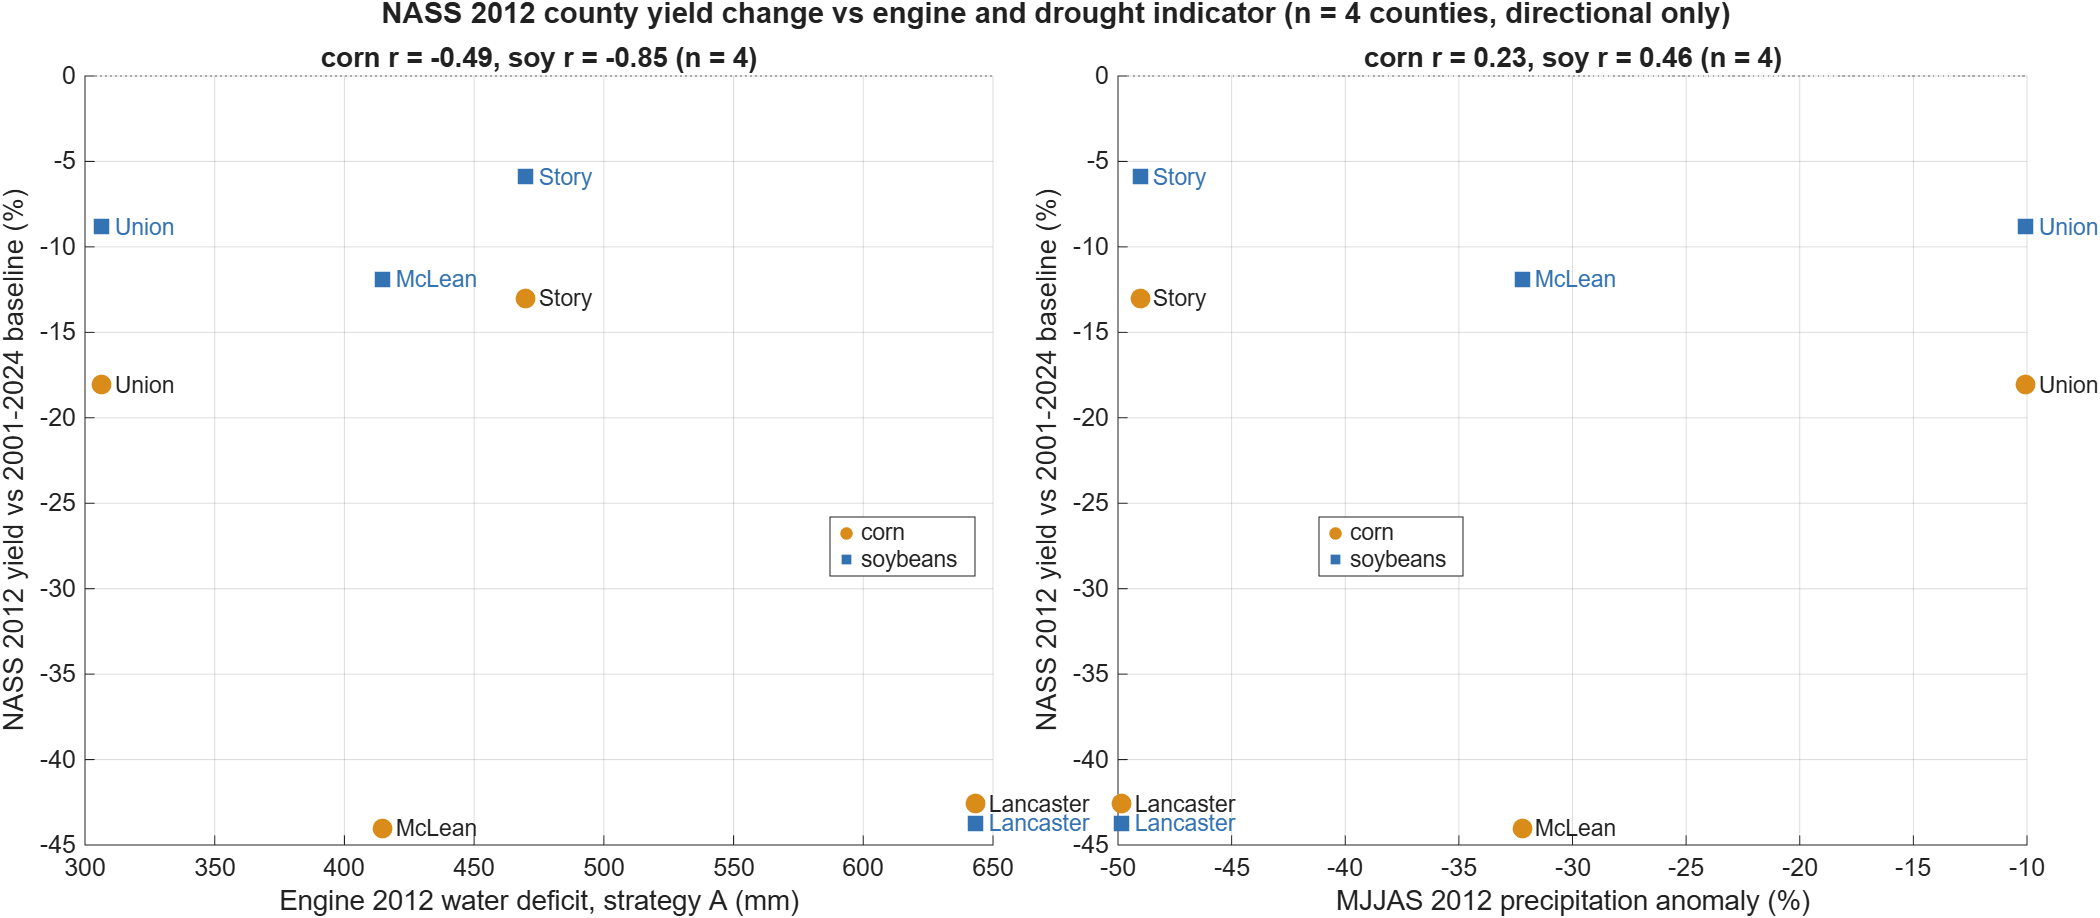 NASS 2012 county yield change vs engine and drought indicator (n = 4 counties, directional only)
corn r = -0.49, soy r = -0.85 (n = 4)
0
-5
-10
-15
-20
-25
-30
-35
-40
-45
300
350
400
450
500
550
600
650
NASS 2012 yield vs 2001-2024 baseline (%)
Engine 2012 water deficit, strategy A (mm)
Story
Union
McLean
Story
Union
McLean
Lancaster
Lancaster
corn
soybeans
corn r = 0.23, soy r = 0.46 (n = 4)
0
-5
-10
-15
-20
-25
-30
-35
-40
-45
-50
-45
-40
-35
-30
-25
-20
-15
-10
NASS 2012 yield vs 2001-2024 baseline (%)
MJJAS 2012 precipitation anomaly (%)
Story
Union
McLean
Story
Union
Lancaster
Lancaster
McLean
corn
soybeans